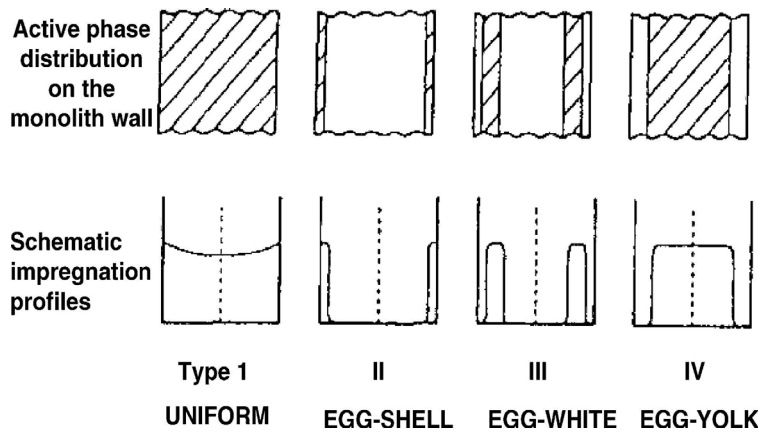 Active phase
distribution
on the
monolith wall
Schematic
impregnation
profiles
Type 1 II III IV
UNIFORM EGG-SHELL EGG-WHITE EGG-YOLK